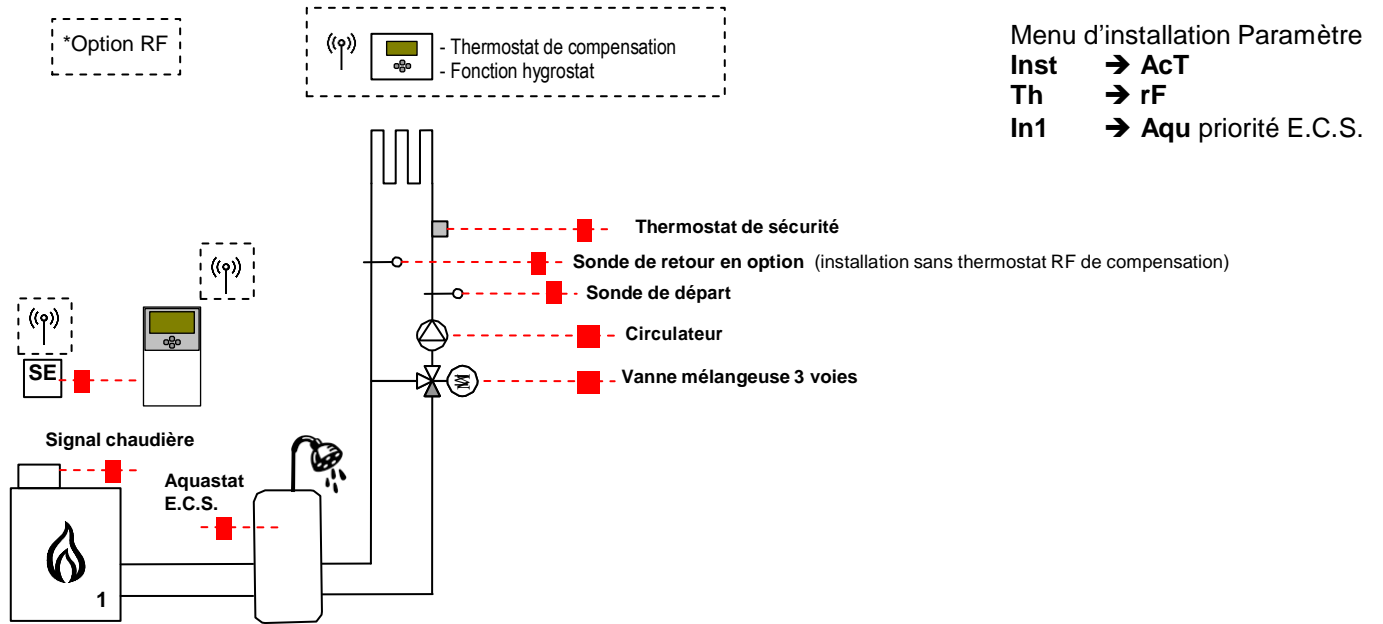 *Option RF
- Thermostat de compensation
- Fonction hygrostat
Menu d'installation Paramètre
Inst ➔ AcT
Th ➔ rF
In1 ➔ Aqu priorité E.C.S.
Thermostat de sécurité
Sonde de retour en option (installation sans thermostat RF de compensation)
Sonde de départ
Circulateur
Vanne mélangeuse 3 voies
SE
Signal chaudière
Aquastat
E.C.S.
1